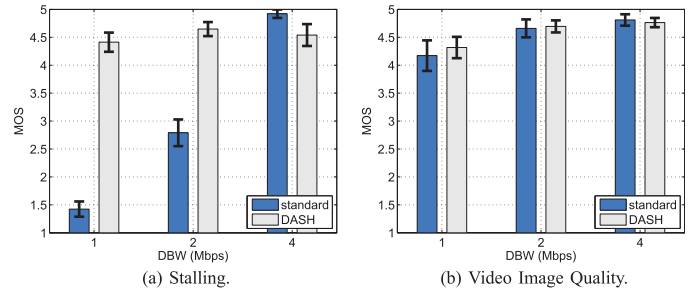 5
4.5
4
3.5
3
2.5
2
1.5
1
MOS
1 2 4
DBW (Mbps)
standard
DASH
(a) Stalling.
5
4.5
4
3.5
3
2.5
2
1.5
1
MOS
1 2 4
DBW (Mbps)
standard
DASH
(b) Video Image Quality.